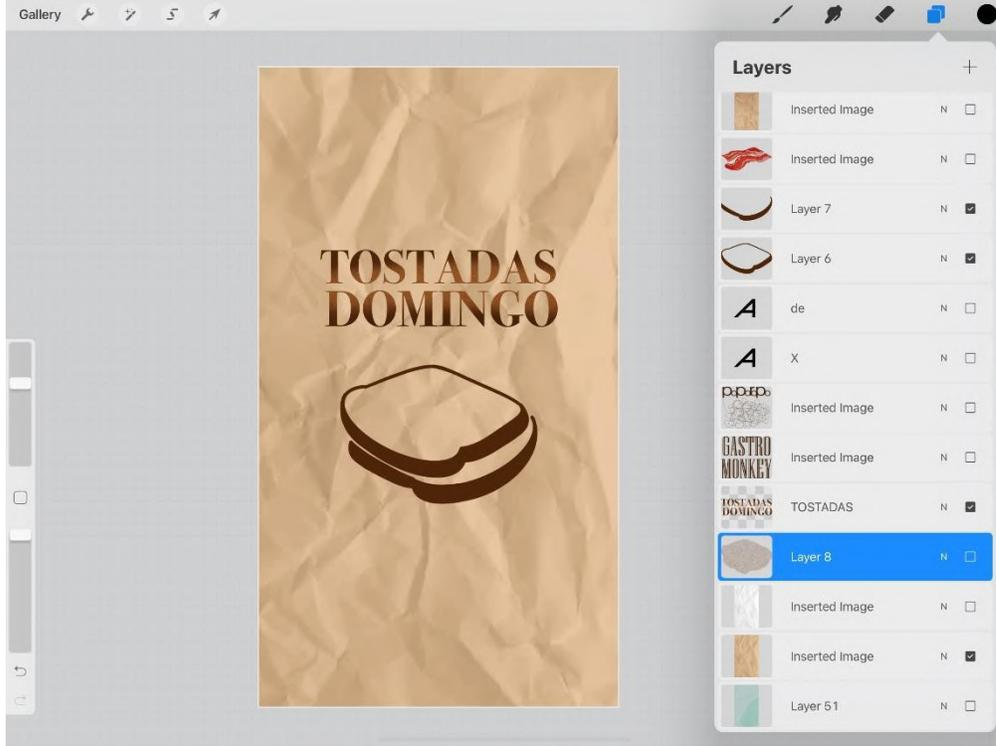 Gallery
Layers
TOSTADAS
DOMINGO
Inserted Image N
Inserted Image N
Layer 7 N
Layer 6 N
A de N
A X N
Inserted Image N
GASTRO
MONKEY
Inserted Image N
TOSTADAS
DOMINGO
TOSTADAS N
Layer 8 N
Inserted Image N
Inserted Image N
Layer 51 N